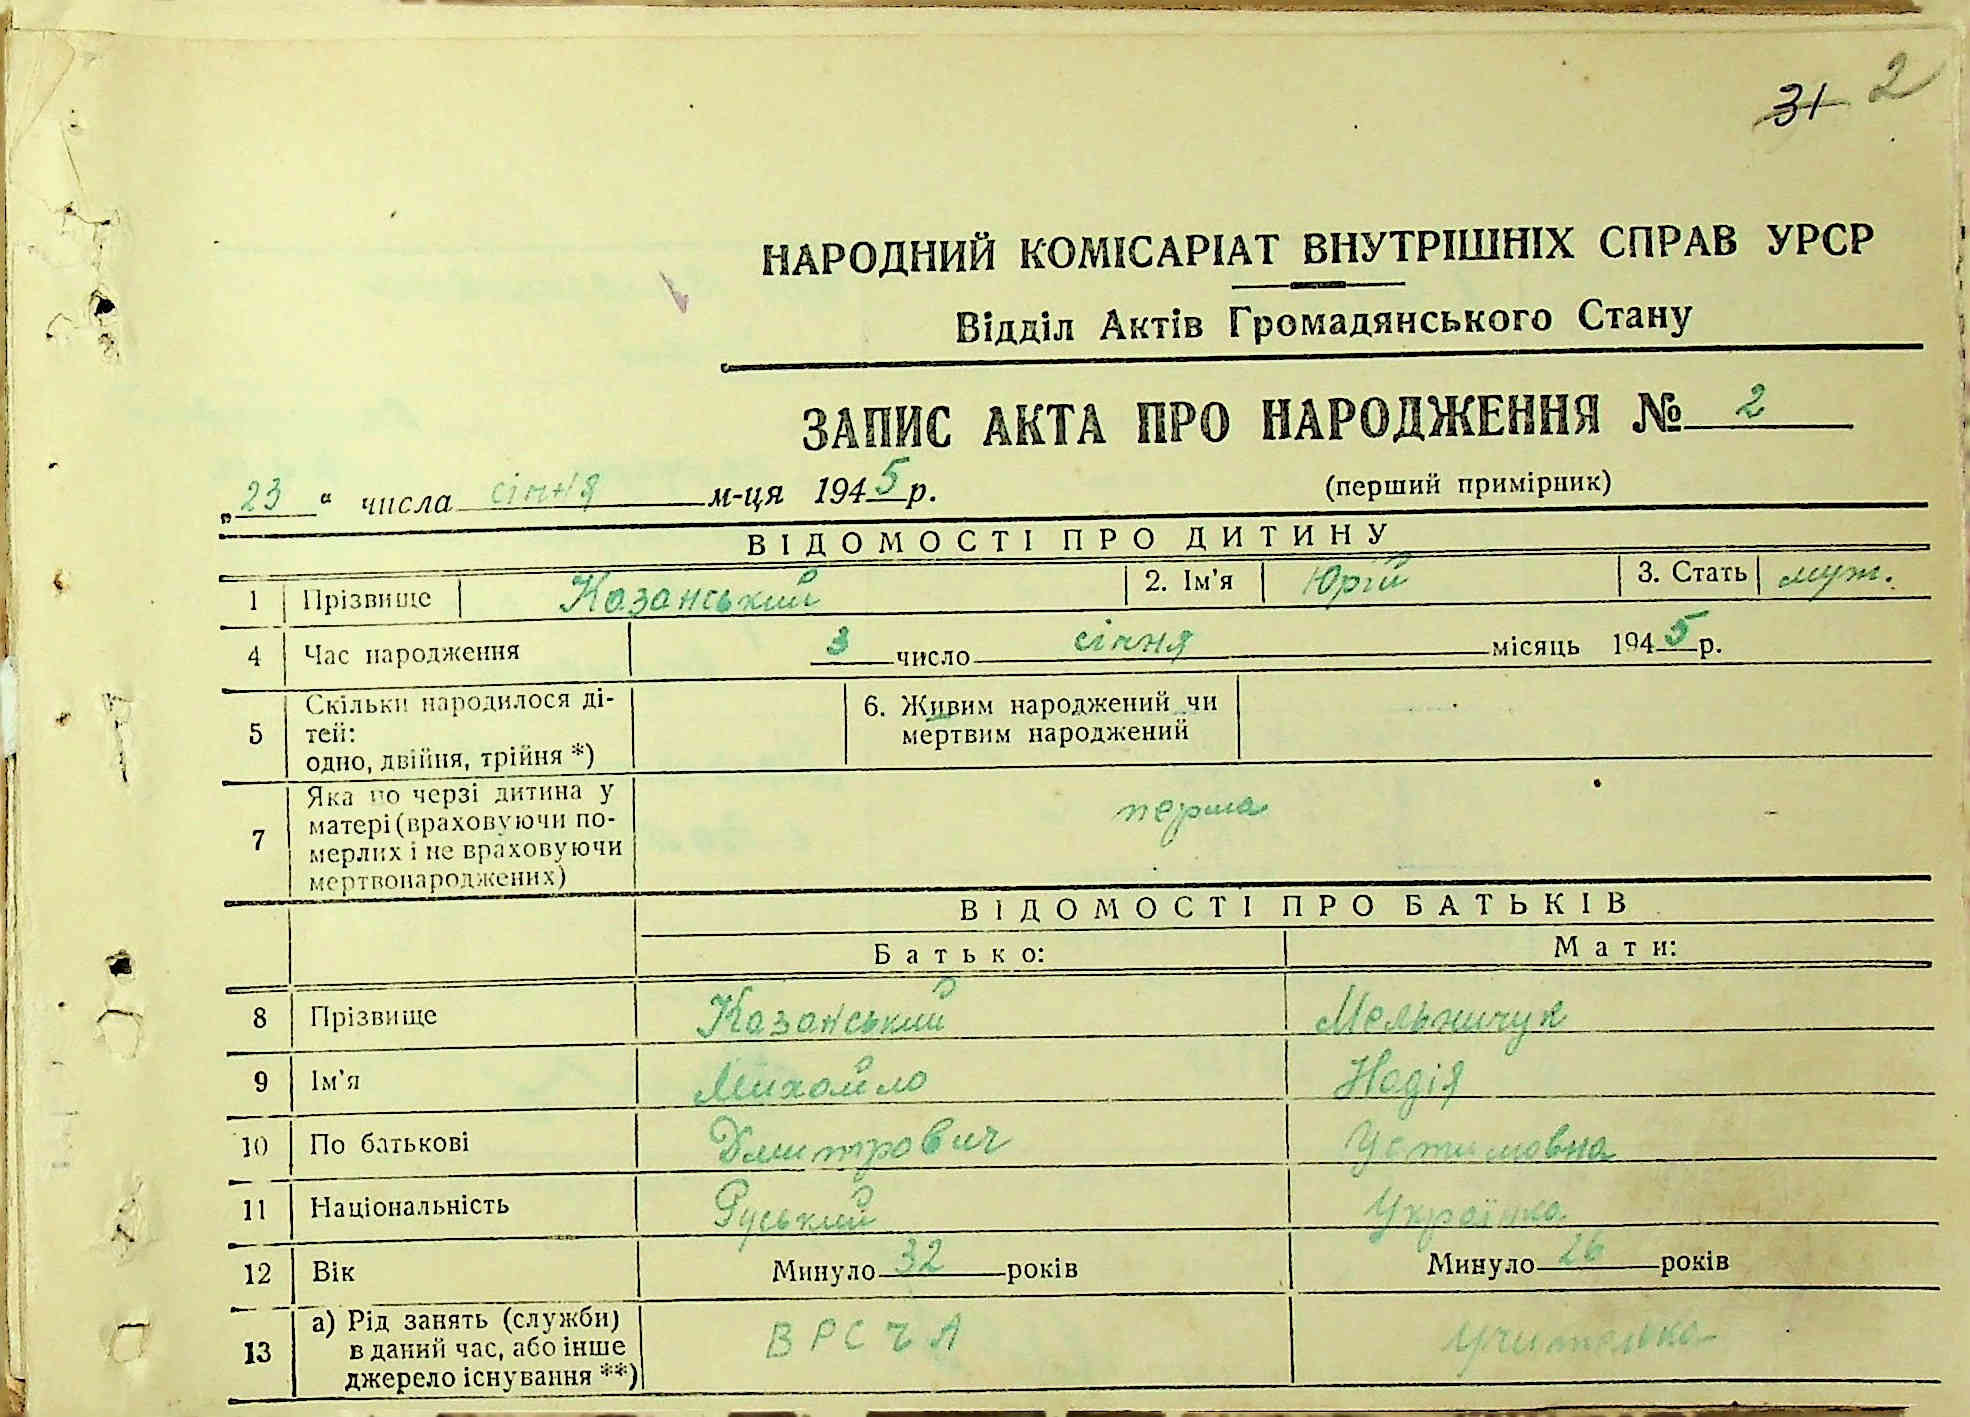 31 2
НАРОДНИЙ КОМІСАРІАТ ВНУТРІШНІХ СПРАВ УРСР
Відділ Актів Громадянського Стану
ЗАПИС АКТА ПРО НАРОДЖЕННЯ № 2
„23“ числа січня м-ця 1945 р. (перший примірник)
ВІДОМОСТІ ПРО ДИТИНУ
1 Прізвище Казанський 2. Ім'я Юрій 3. Стать муж.
4 Час народження 3 число січня місяць 1945 р.
5 Скільки народилося ді-
тей:
одно, двійня, трійня *)
6. Живим народжений чи
мертвим народжений
7 Яка по черзі дитина у
матері (враховуючи по-
мерлих і не враховуючи
мертвонароджених)
перша
ВІДОМОСТІ ПРО БАТЬКІВ
Батько: Мати:
8 Прізвище Казанський Мельничук
9 Ім'я Михайло Надія
10 По батькові Дмитрович Устимовна
11 Національність Руський Українка
12 Вік Минуло 32 років Минуло 26 років
13 а) Рід занять (служби)
в даний час, або інше
джерело існування **)
В РСЧА Учителька